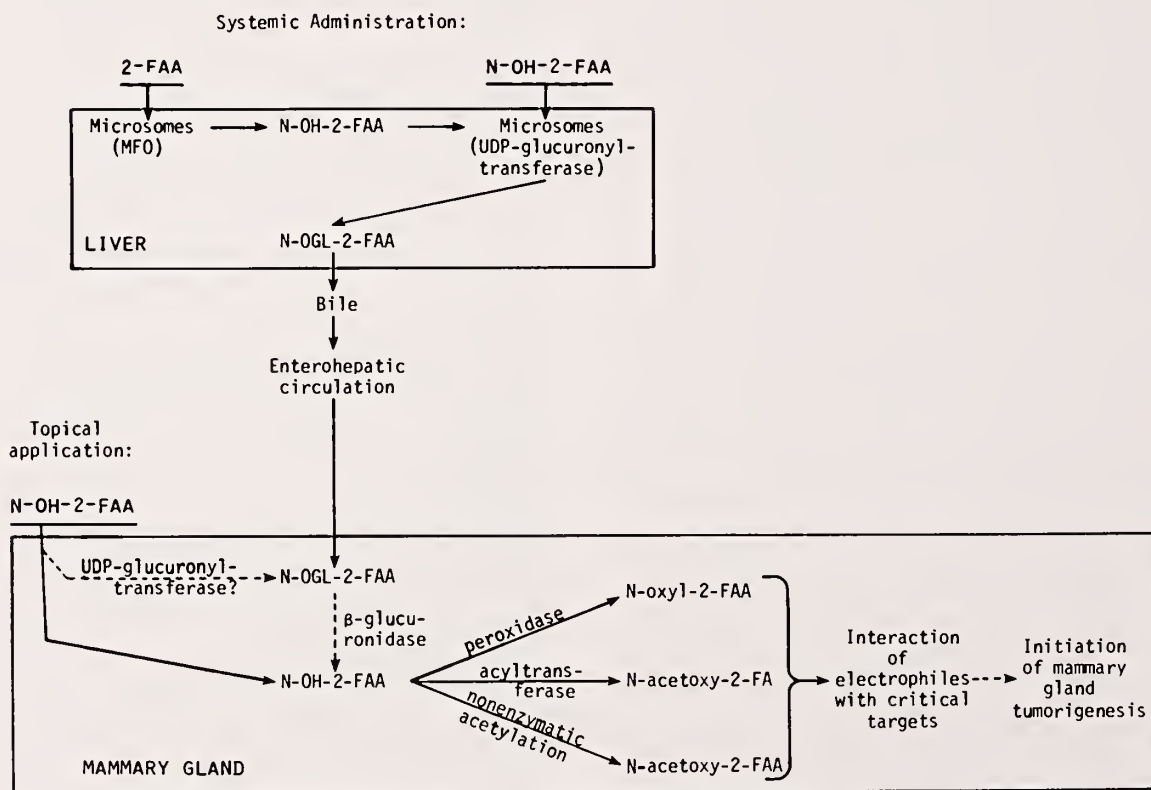 Systemic Administration:
2-FAA
N-OH-2-FAA
Microsomes
(MFO)
N-OH-2-FAA
Microsomes
(UDP-glucuronyl-
transferase)
LIVER
N-OGL-2-FAA
Bile
Enterohepatic
circulation
Topical
application:
N-OH-2-FAA
UDP-glucuronyl-
transferase?
N-OGL-2-FAA
β-glucu-
ronidase
N-OH-2-FAA
peroxidase
acyltrans-
ferase
nonenzymatic
acetylation
N-oxyl-2-FAA
N-acetoxy-2-FA
N-acetoxy-2-FAA
Interaction
of
electrophiles
with critical
targets
Initiation
of mammary
gland
tumorigenesis
MAMMARY GLAND